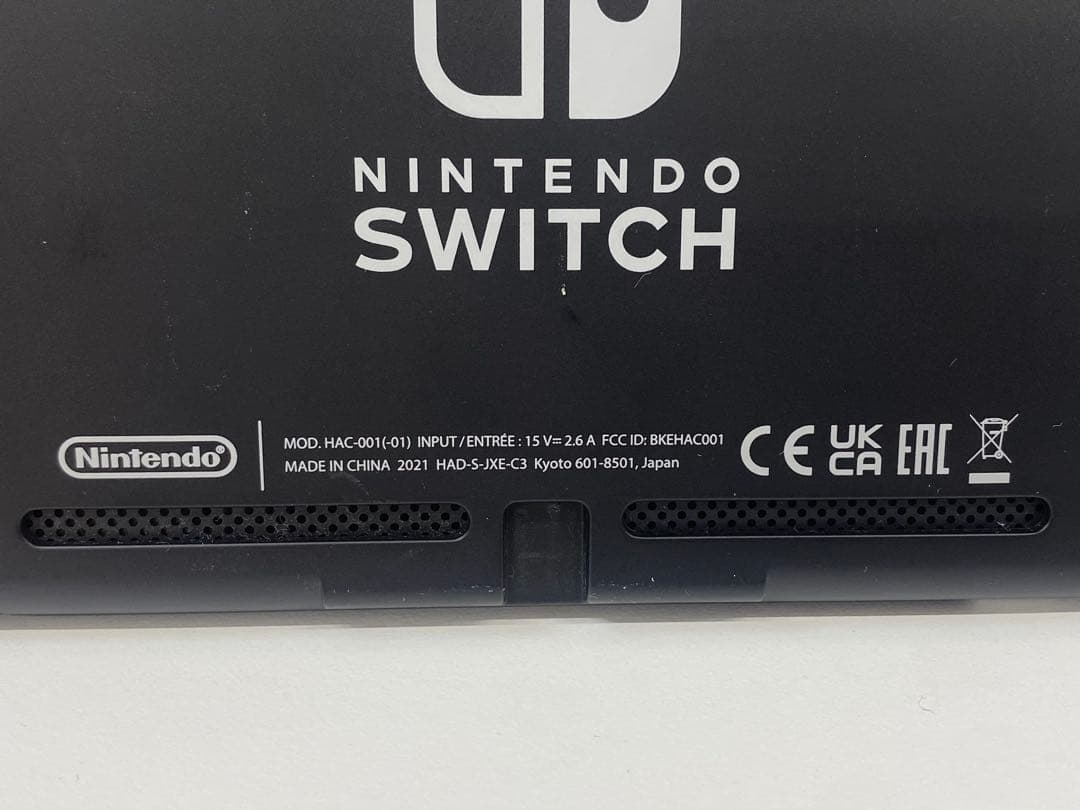 NINTENDO
SWITCH
Nintendo®
MOD. HAC-001(-01) INPUT / ENTRÉE : 15 V⎓ 2.6 A FCC ID: BKEHAC001
MADE IN CHINA 2021 HAD-S-JXE-C3 Kyoto 601-8501, Japan
CE UK CA EAC